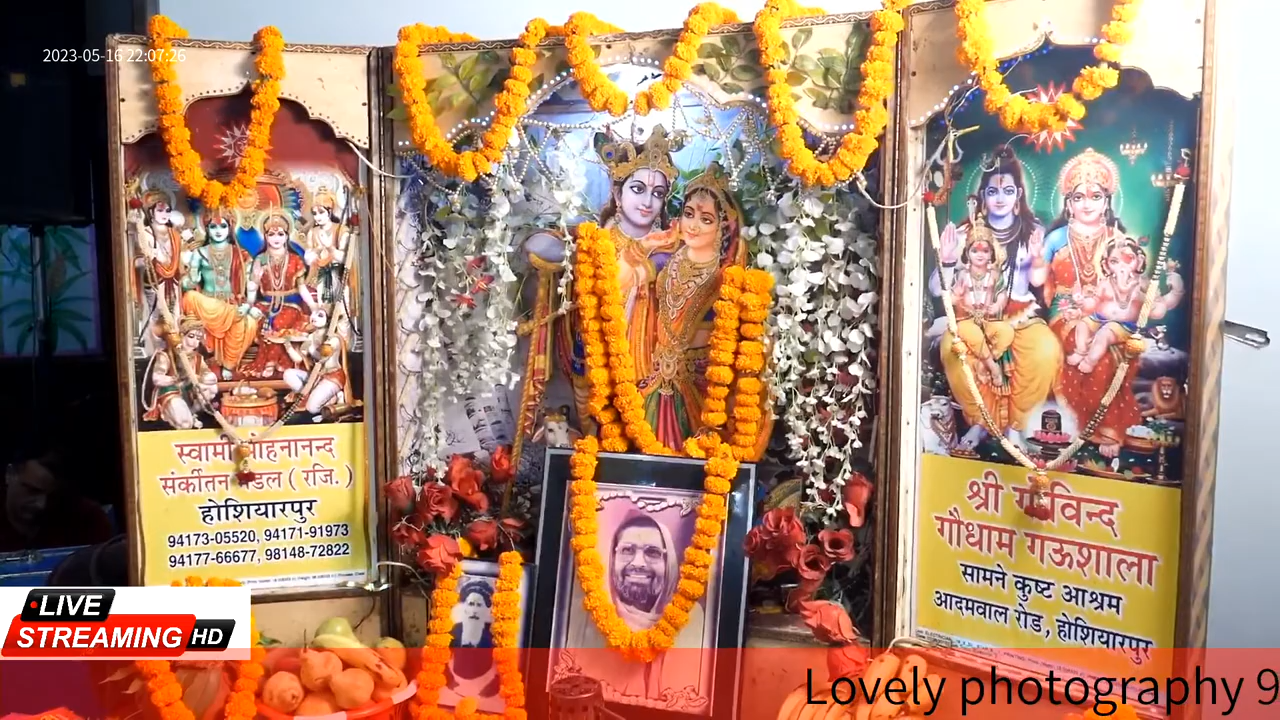 2023-05-16 22:07:26
स्वामी मोहनानन्द
संकीर्तन मंडल ( रजि. )
होशियारपुर
94173-05520, 94171-91973
94177-66677, 98148-72822
श्री गोविन्द
गौधाम गऊशाला
सामने कुष्ट आश्रम
आदमवाल रोड, होशियारपुर
LIVE
STREAMING HD
Lovely photography 9